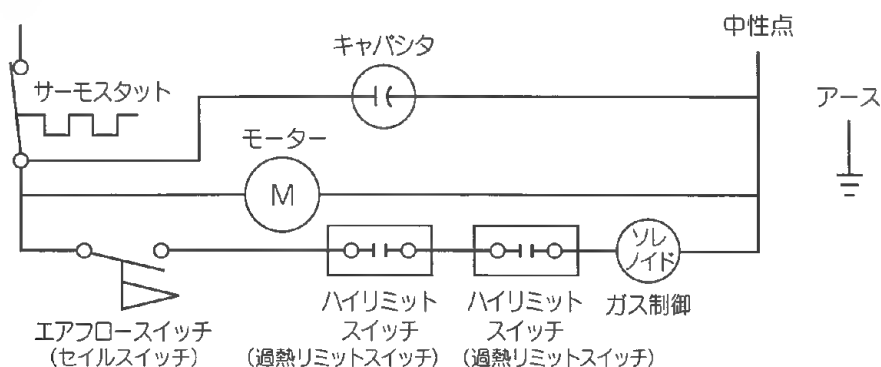 中性点
キャパシタ
サーモスタット
アース
モーター
M
ソレ
ノイド
ハイリミット
スイッチ
(過熱リミットスイッチ)
ハイリミット
スイッチ
(過熱リミットスイッチ)
ガス制御
エアフロースイッチ
(セイルスイッチ)